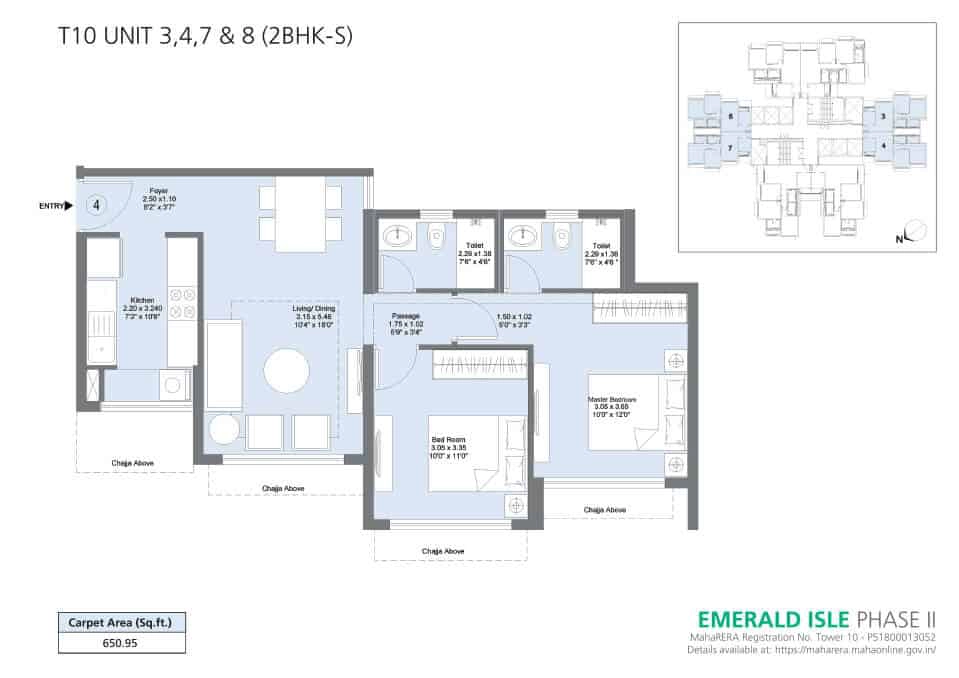 T10 UNIT 3,4,7 & 8 (2BHK-S)
8
3
7
4
N
ENTRY
4
Foyer
2.50 x1.10
8'2" x 3'7"
Toilet
2.29 x1.38
7'6" x 4'6"
Toilet
2.29 x1.38
7'6" x 4'6 "
Kitchen
2.20 x 3.240
7'3" x 10'8"
Living/ Dining
3.15 x 5.48
10'4" x 18'0"
Passage
1.75 x 1.02
5'9" x 3'4"
1.50 x 1.02
5'0" x 3'3"
Master Bedroom
3.05 x 3.65
10'0" x 12'0"
Bed Room
3.05 x 3.35
10'0" x 11'0"
Chajja Above
Chajja Above
Chajja Above
Chajja Above
Carpet Area (Sq.ft.)
650.95
EMERALD ISLE PHASE II
MahaRERA Registration No. Tower 10 - P51800013052
Details available at: https://maharera.mahaonline.gov.in/